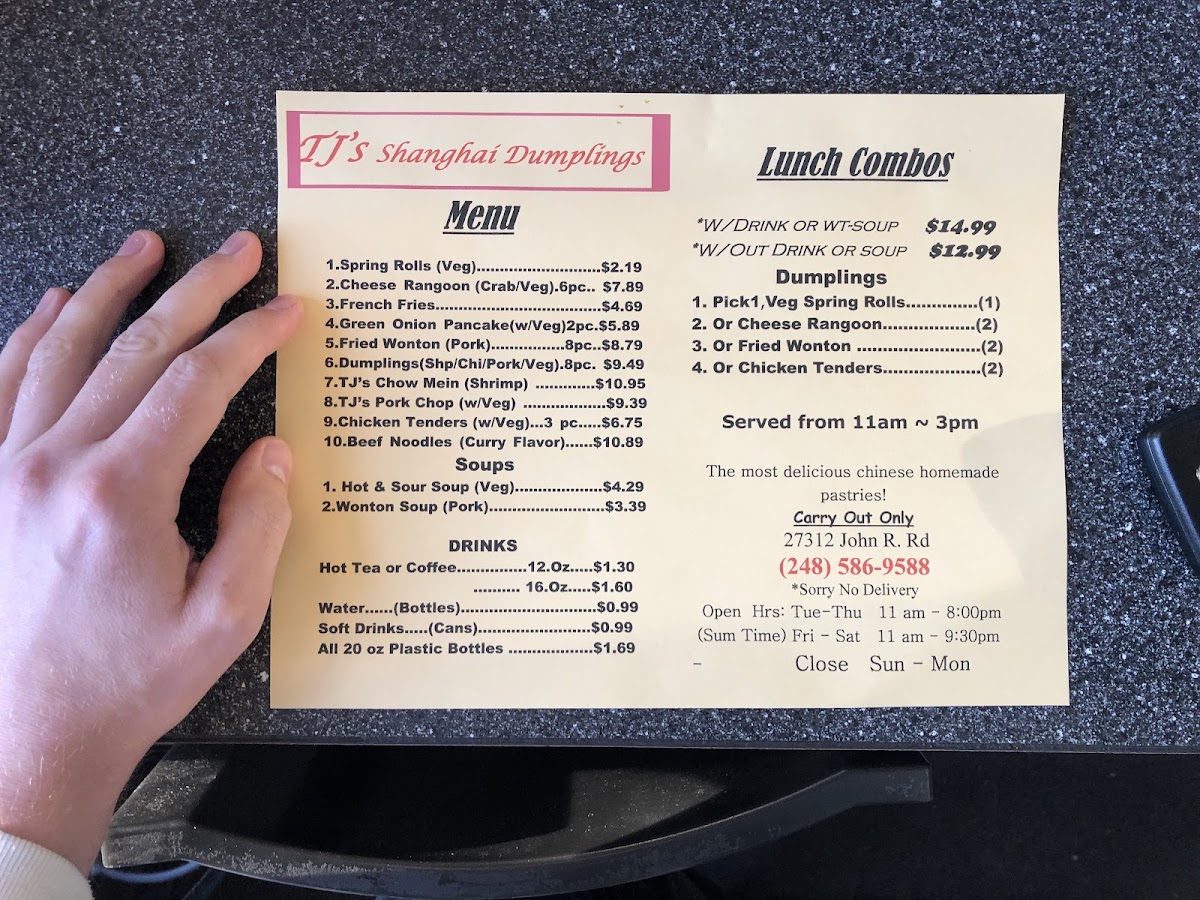 TJ's Shanghai Dumplings
Menu
1.Spring Rolls (Veg)............................$2.19
2.Cheese Rangoon (Crab/Veg).6pc.. $7.89
3.French Fries......................................$4.69
4.Green Onion Pancake(w/Veg)2pc.$5.89
5.Fried Wonton (Pork)................8pc..$8.79
6.Dumplings(Shp/Chi/Pork/Veg).8pc. $9.49
7.TJ's Chow Mein (Shrimp) .............$10.95
8.TJ's Pork Chop (w/Veg) ..................$9.39
9.Chicken Tenders (w/Veg)...3 pc.....$6.75
10.Beef Noodles (Curry Flavor)......$10.89
Soups
1. Hot & Sour Soup (Veg)...................$4.29
2.Wonton Soup (Pork)..........................$3.39
DRINKS
Hot Tea or Coffee...............12.Oz.....$1.30
.......... 16.Oz.....$1.60
Water......(Bottles)..............................$0.99
Soft Drinks.....(Cans).........................$0.99
All 20 oz Plastic Bottles ...................$1.69
Lunch Combos
*W/Drink or wt-soup $14.99
*W/Out Drink or soup $12.99
Dumplings
1. Pick1,Veg Spring Rolls..............(1)
2. Or Cheese Rangoon...................(2)
3. Or Fried Wonton .........................(2)
4. Or Chicken Tenders....................(2)
Served from 11am ~ 3pm
The most delicious chinese homemade
pastries!
Carry Out Only
27312 John R. Rd
(248) 586-9588
*Sorry No Delivery
Open Hrs: Tue-Thu 11 am - 8:00pm
(Sum Time) Fri - Sat 11 am - 9:30pm
- Close Sun - Mon